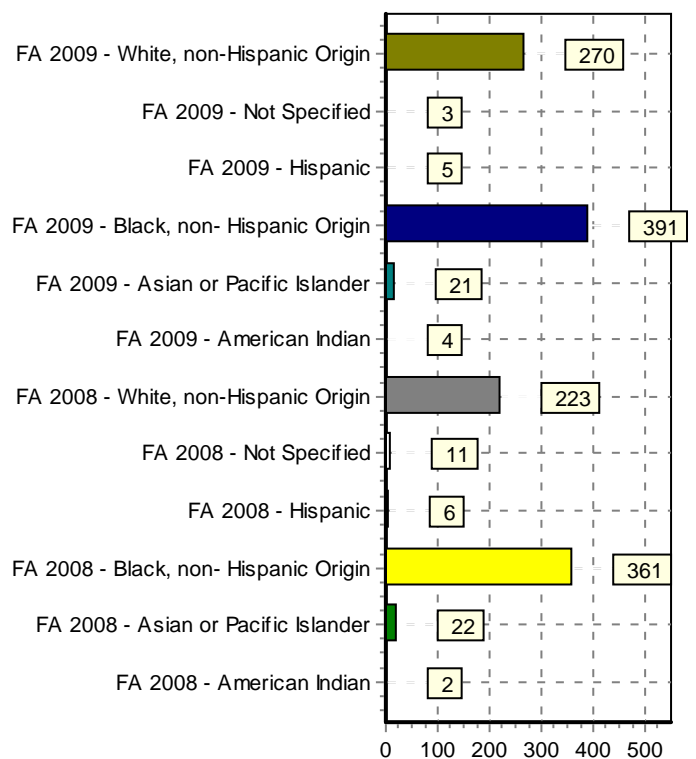 FA 2009 - White, non-Hispanic Origin 270
FA 2009 - Not Specified 3
FA 2009 - Hispanic 5
FA 2009 - Black, non- Hispanic Origin 391
FA 2009 - Asian or Pacific Islander 21
FA 2009 - American Indian 4
FA 2008 - White, non-Hispanic Origin 223
FA 2008 - Not Specified 11
FA 2008 - Hispanic 6
FA 2008 - Black, non- Hispanic Origin 361
FA 2008 - Asian or Pacific Islander 22
FA 2008 - American Indian 2
0 100 200 300 400 500